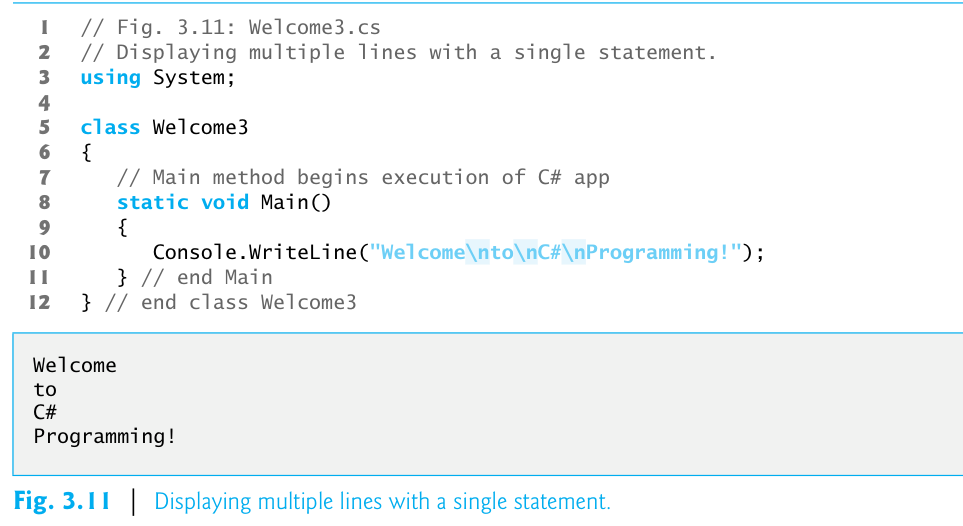 1 // Fig. 3.11: Welcome3.cs
2 // Displaying multiple lines with a single statement.
3 using System;
4
5 class Welcome3
6 {
7    // Main method begins execution of C# app
8    static void Main()
9    {
10       Console.WriteLine("Welcome\nto\nC#\nProgramming!");
11    } // end Main
12 } // end class Welcome3
Welcome
to
C#
Programming!
Fig. 3.11 | Displaying multiple lines with a single statement.